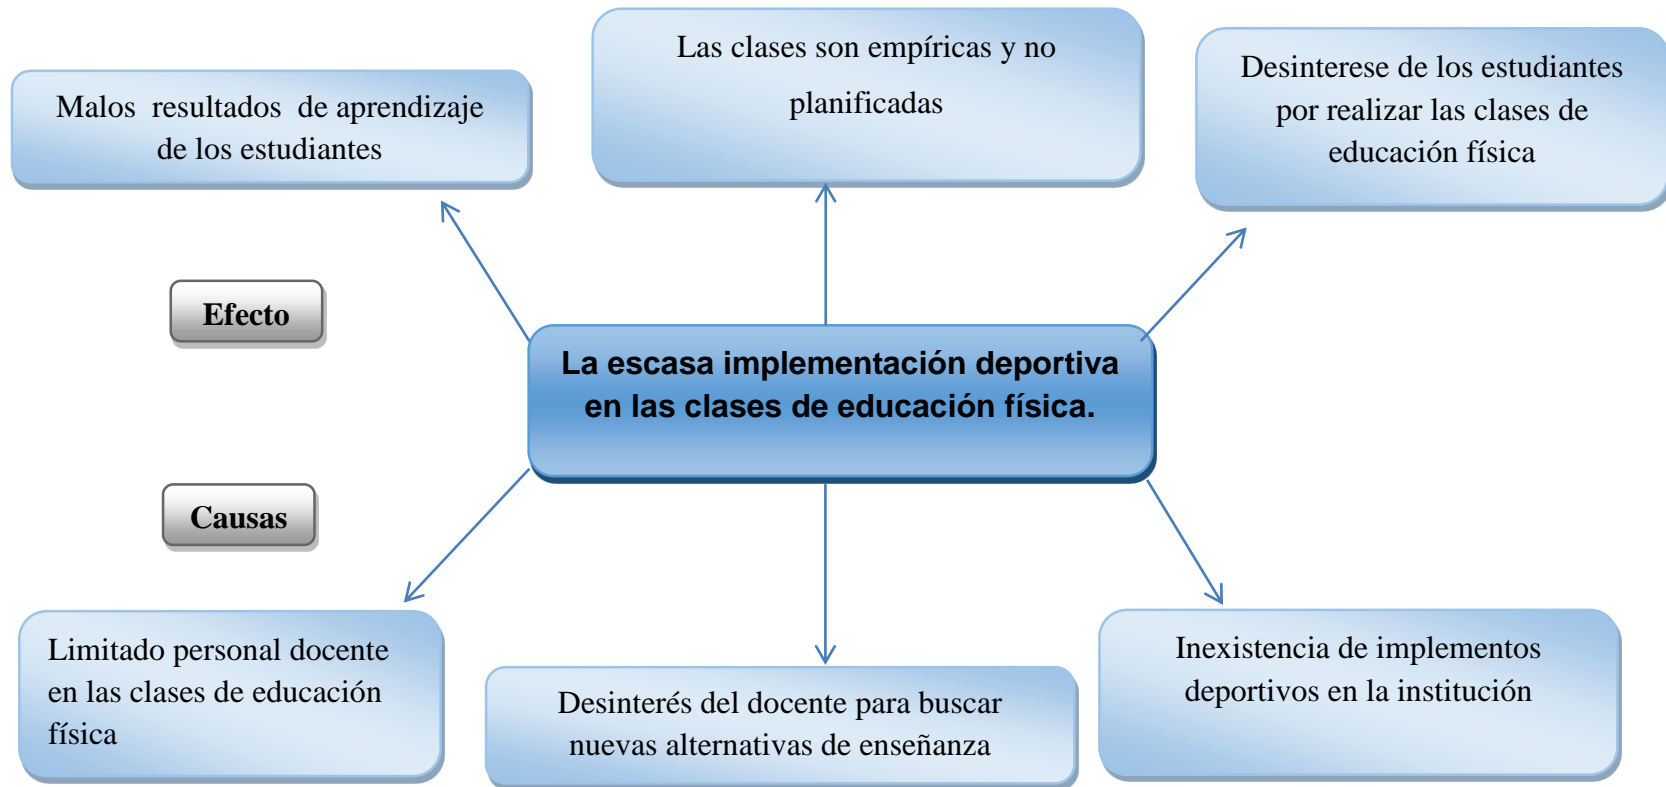 Malos resultados de aprendizaje
de los estudiantes
Las clases son empíricas y no
planificadas
Desinterese de los estudiantes
por realizar las clases de
educación física
Efecto
La escasa implementación deportiva
en las clases de educación física.
Causas
Limitado personal docente
en las clases de educación
física
Desinterés del docente para buscar
nuevas alternativas de enseñanza
Inexistencia de implementos
deportivos en la institución